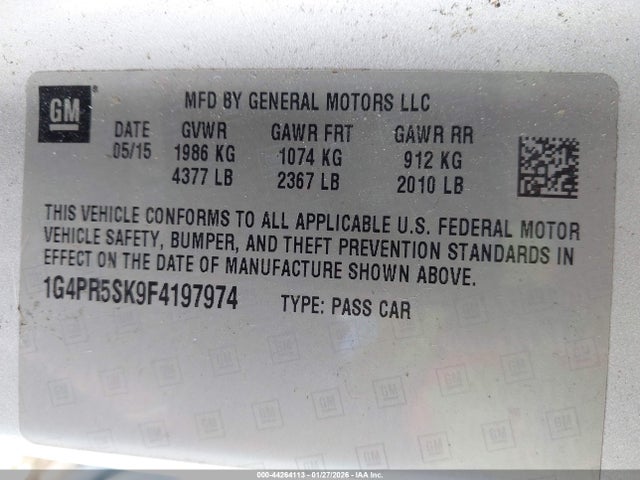 GM
MFD BY GENERAL MOTORS LLC
DATE GVWR GAWR FRT GAWR RR
05/15 1986 KG 1074 KG 912 KG
4377 LB 2367 LB 2010 LB
THIS VEHICLE CONFORMS TO ALL APPLICABLE U.S. FEDERAL MOTOR
VEHICLE SAFETY, BUMPER, AND THEFT PREVENTION STANDARDS IN
EFFECT ON THE DATE OF MANUFACTURE SHOWN ABOVE.
1G4PR5SK9F4197974 TYPE: PASS CAR
000-44264113 - 01/27/2026 - IAA, Inc.